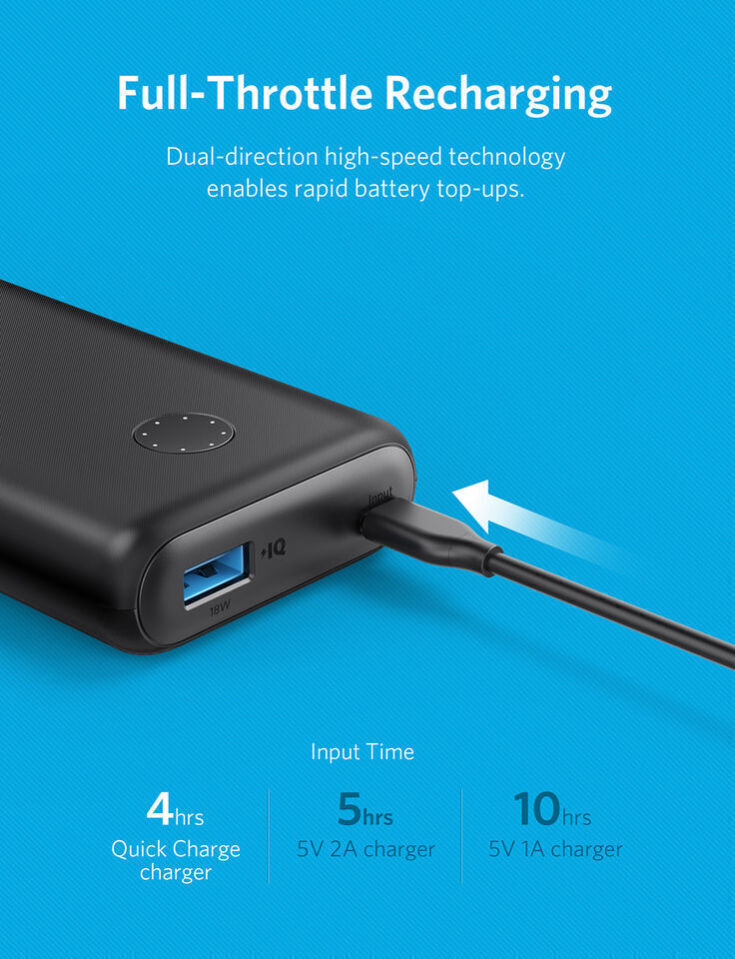 Full-Throttle Recharging
Dual-direction high-speed technology
enables rapid battery top-ups.
Input
IQ
18W
Input Time
4hrs
Quick Charge
charger
5hrs
5V 2A charger
10hrs
5V 1A charger